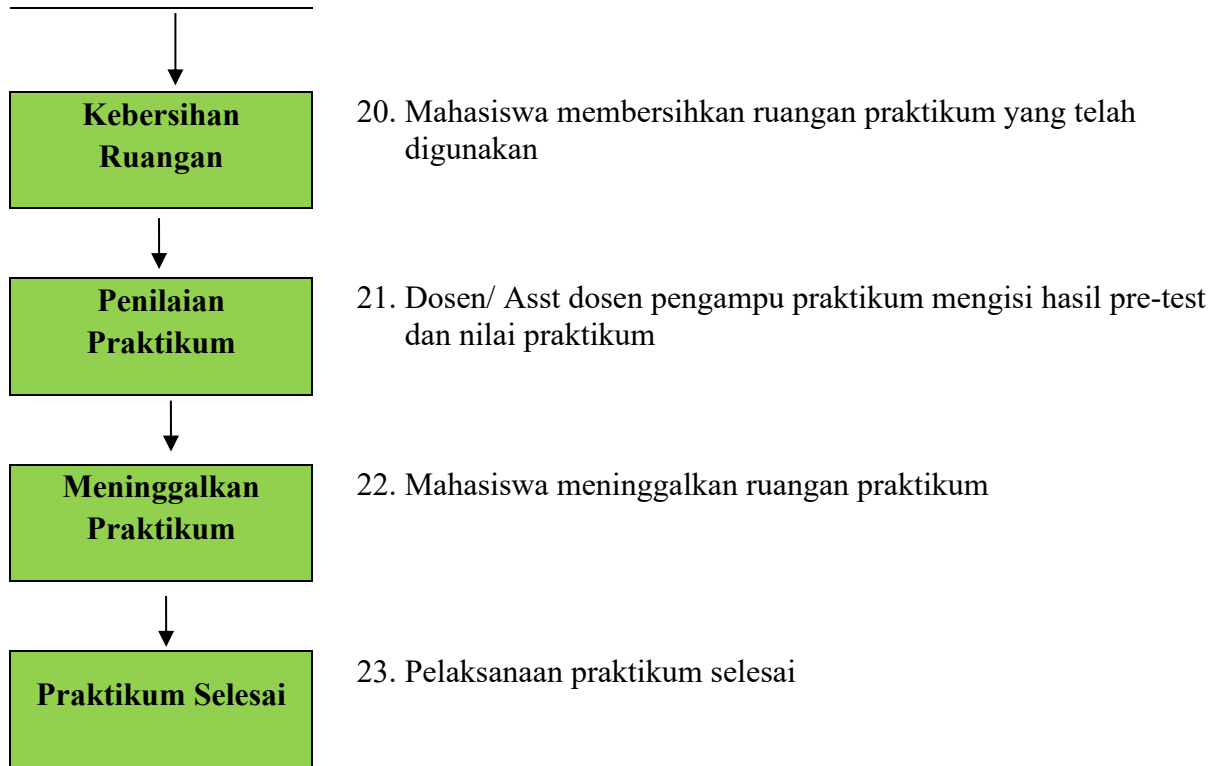 Kebersihan
Ruangan
20. Mahasiswa membersihkan ruangan praktikum yang telah
digunakan
Penilaian
Praktikum
21. Dosen/ Asst dosen pengampu praktikum mengisi hasil pre-test
dan nilai praktikum
Meninggalkan
Praktikum
22. Mahasiswa meninggalkan ruangan praktikum
Praktikum Selesai
23. Pelaksanaan praktikum selesai